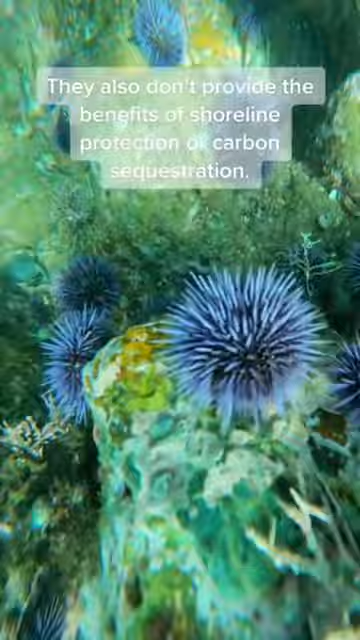 They also don't provide the
benefits of shoreline
protection or carbon
sequestration.